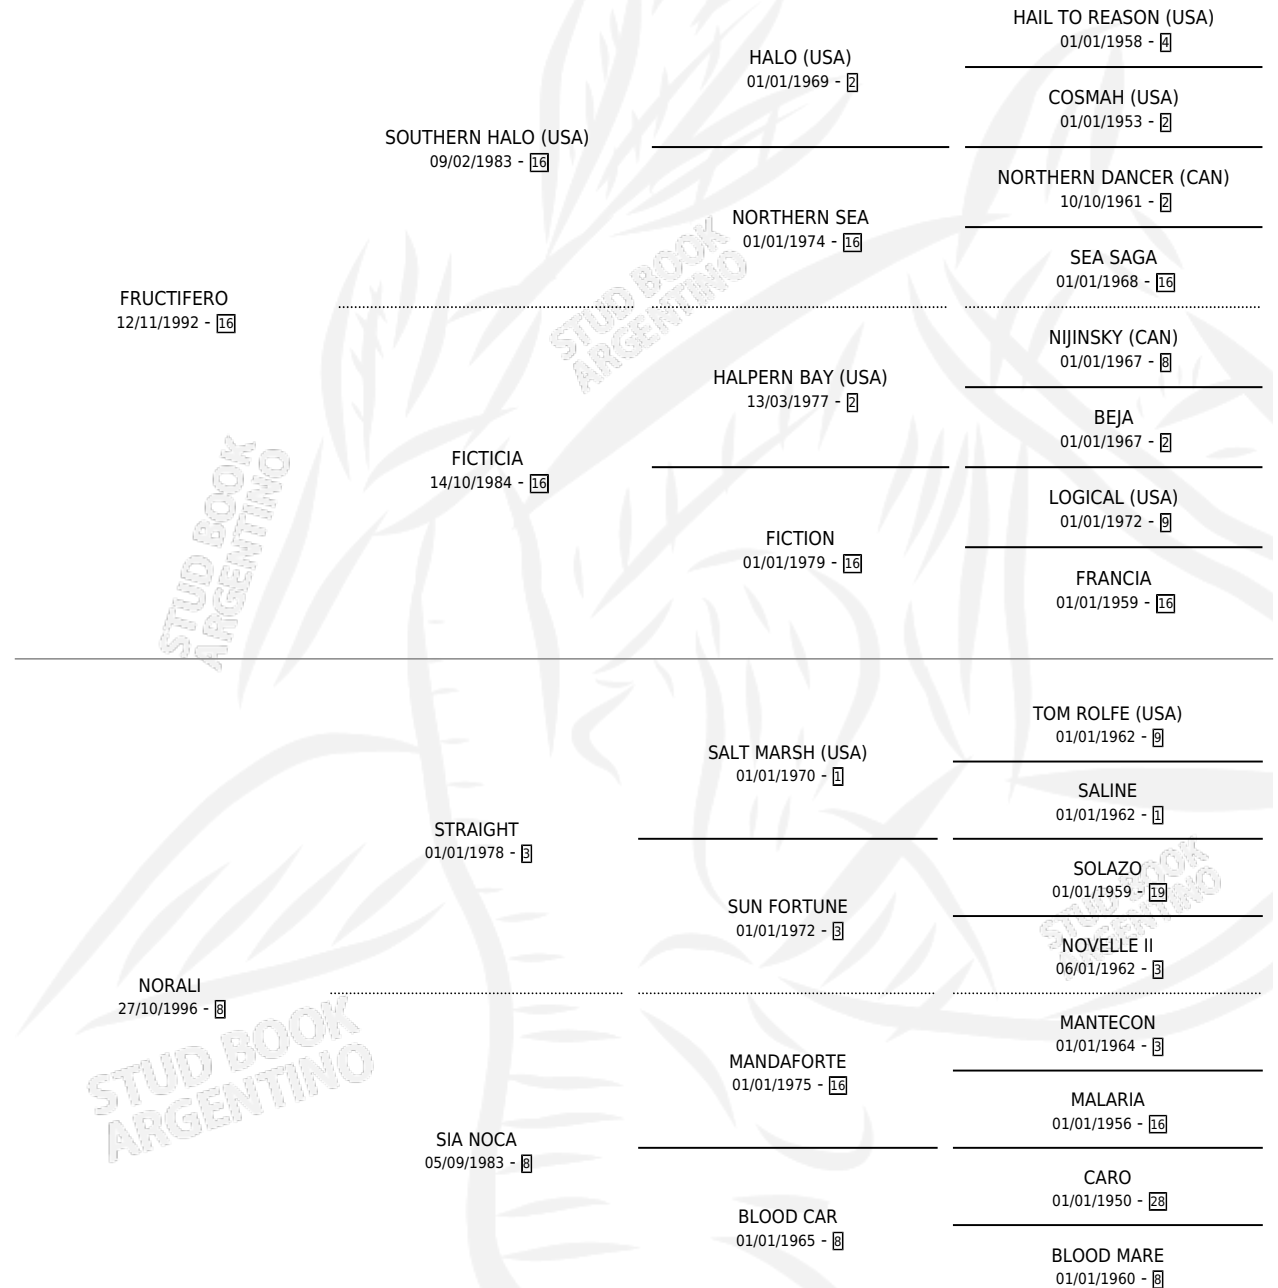 HAIL TO REASON (USA)
01/01/1958 - 4
HALO (USA)
01/01/1969 - 2
COSMAH (USA)
01/01/1953 - 2
SOUTHERN HALO (USA)
09/02/1983 - 16
NORTHERN DANCER (CAN)
10/10/1961 - 2
NORTHERN SEA
01/01/1974 - 16
SEA SAGA
01/01/1968 - 16
FRUCTIFERO
12/11/1992 - 16
STUD BOOK
ARGENTINO
NIJINSKY (CAN)
01/01/1967 - 8
HALPERN BAY (USA)
13/03/1977 - 2
BEJA
01/01/1967 - 2
FICTICIA
14/10/1984 - 16
LOGICAL (USA)
01/01/1972 - 9
FICTION
01/01/1979 - 16
FRANCIA
01/01/1959 - 16
STUD BOOK
ARGENTINO
TOM ROLFE (USA)
01/01/1962 - 9
SALT MARSH (USA)
01/01/1970 - 1
SALINE
01/01/1962 - 1
STRAIGHT
01/01/1978 - 3
SOLAZO
01/01/1959 - 19
SUN FORTUNE
01/01/1972 - 3
STUD BOOK
ARGENTINO
NOVELLE II
06/01/1962 - 3
NORALI
27/10/1996 - 8
STUD BOOK
ARGENTINO
MANTECON
01/01/1964 - 3
MANDAFORTE
01/01/1975 - 16
MALARIA
01/01/1956 - 16
SIA NOCA
05/09/1983 - 8
CARO
01/01/1950 - 28
BLOOD CAR
01/01/1965 - 8
BLOOD MARE
01/01/1960 - 8